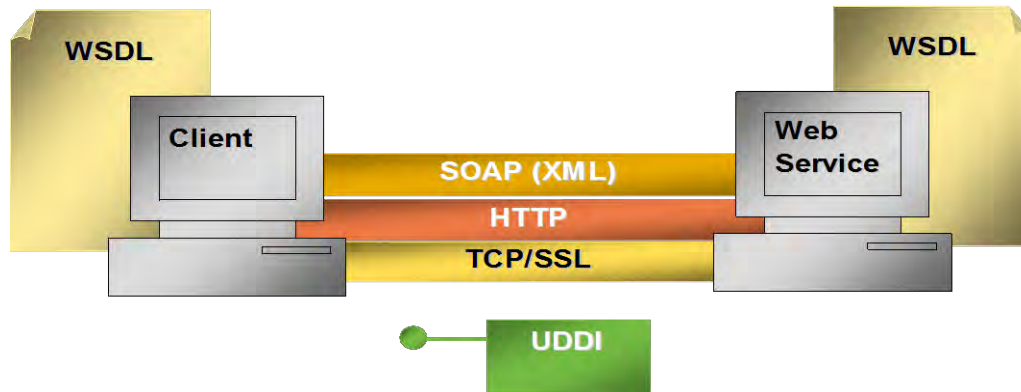 WSDL
WSDL
Client
Web
Service
SOAP (XML)
HTTP
TCP/SSL
UDDI